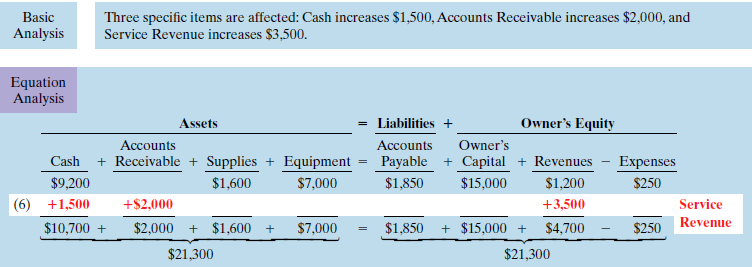 Basic
Analysis
Three specific items are affected: Cash increases $1,500, Accounts Receivable increases $2,000, and
Service Revenue increases $3,500.
Equation
Analysis
Assets = Liabilities + Owner's Equity
Accounts Accounts Owner's
Cash + Receivable + Supplies + Equipment = Payable + Capital + Revenues − Expenses
$9,200 $1,600 $7,000 $1,850 $15,000 $1,200 $250
(6) +1,500 +$2,000 +3,500 Service
Revenue
$10,700 + $2,000 + $1,600 + $7,000 = $1,850 + $15,000 + $4,700 − $250
$21,300 $21,300